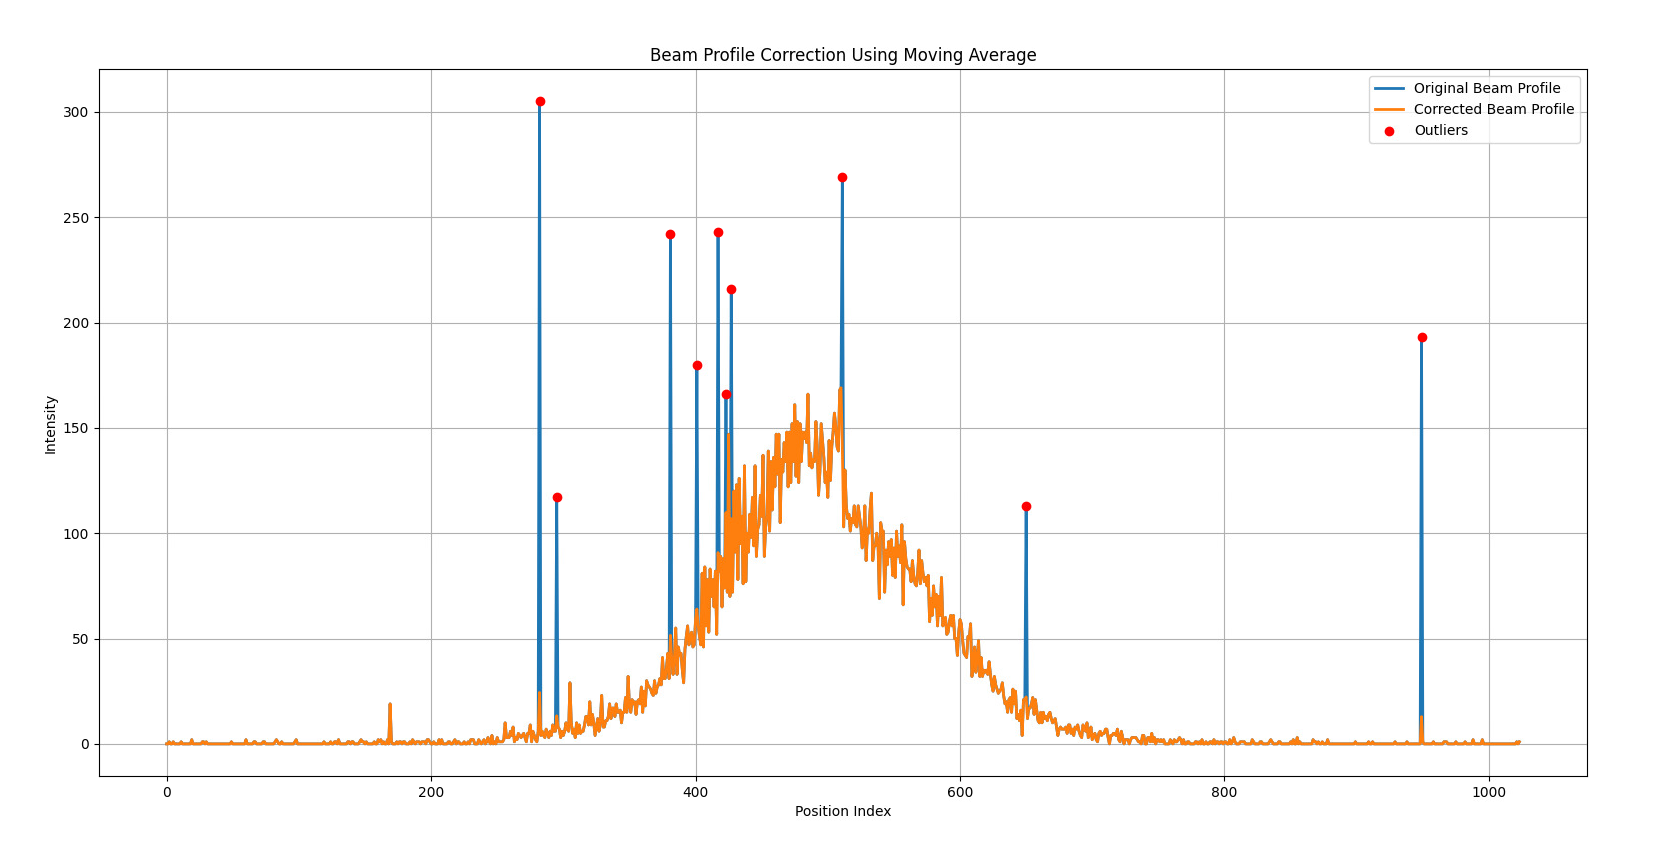 Beam Profile Correction Using Moving Average
Original Beam Profile
Corrected Beam Profile
Outliers
300
250
200
150
100
50
0
Intensity
0 200 400 600 800 1000
Position Index